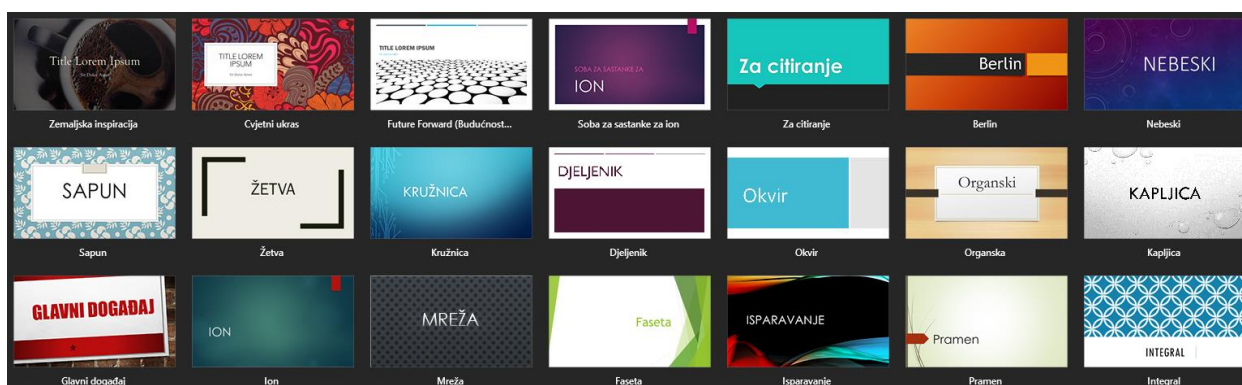 Title Lorem Ipsum
TITLE LOREM
IPSUM
TITLE LOREM IPSUM
SOBA ZA SASTANKE ZA
ION
Za citiranje
Berlin
NEBESKI
Zemaljska inspiracija
Cvjetni ukras
Future Forward (Budućnost...
Soba za sastanke za ion
Za citiranje
Berlin
Nebeski
SAPUN
ŽETVA
KRUŽNICA
DJELJENIK
Okvir
Organski
KAPLJICA
Sapun
Žetva
Kružnica
Djeljenik
Okvir
Organska
Kapljica
GLAVNI DOGAĐAJ
ION
MREŽA
Faseta
ISPARAVANJE
Pramen
INTEGRAL
Glavni događaj
Ion
Mreža
Faseta
Isparavanje
Pramen
Integral